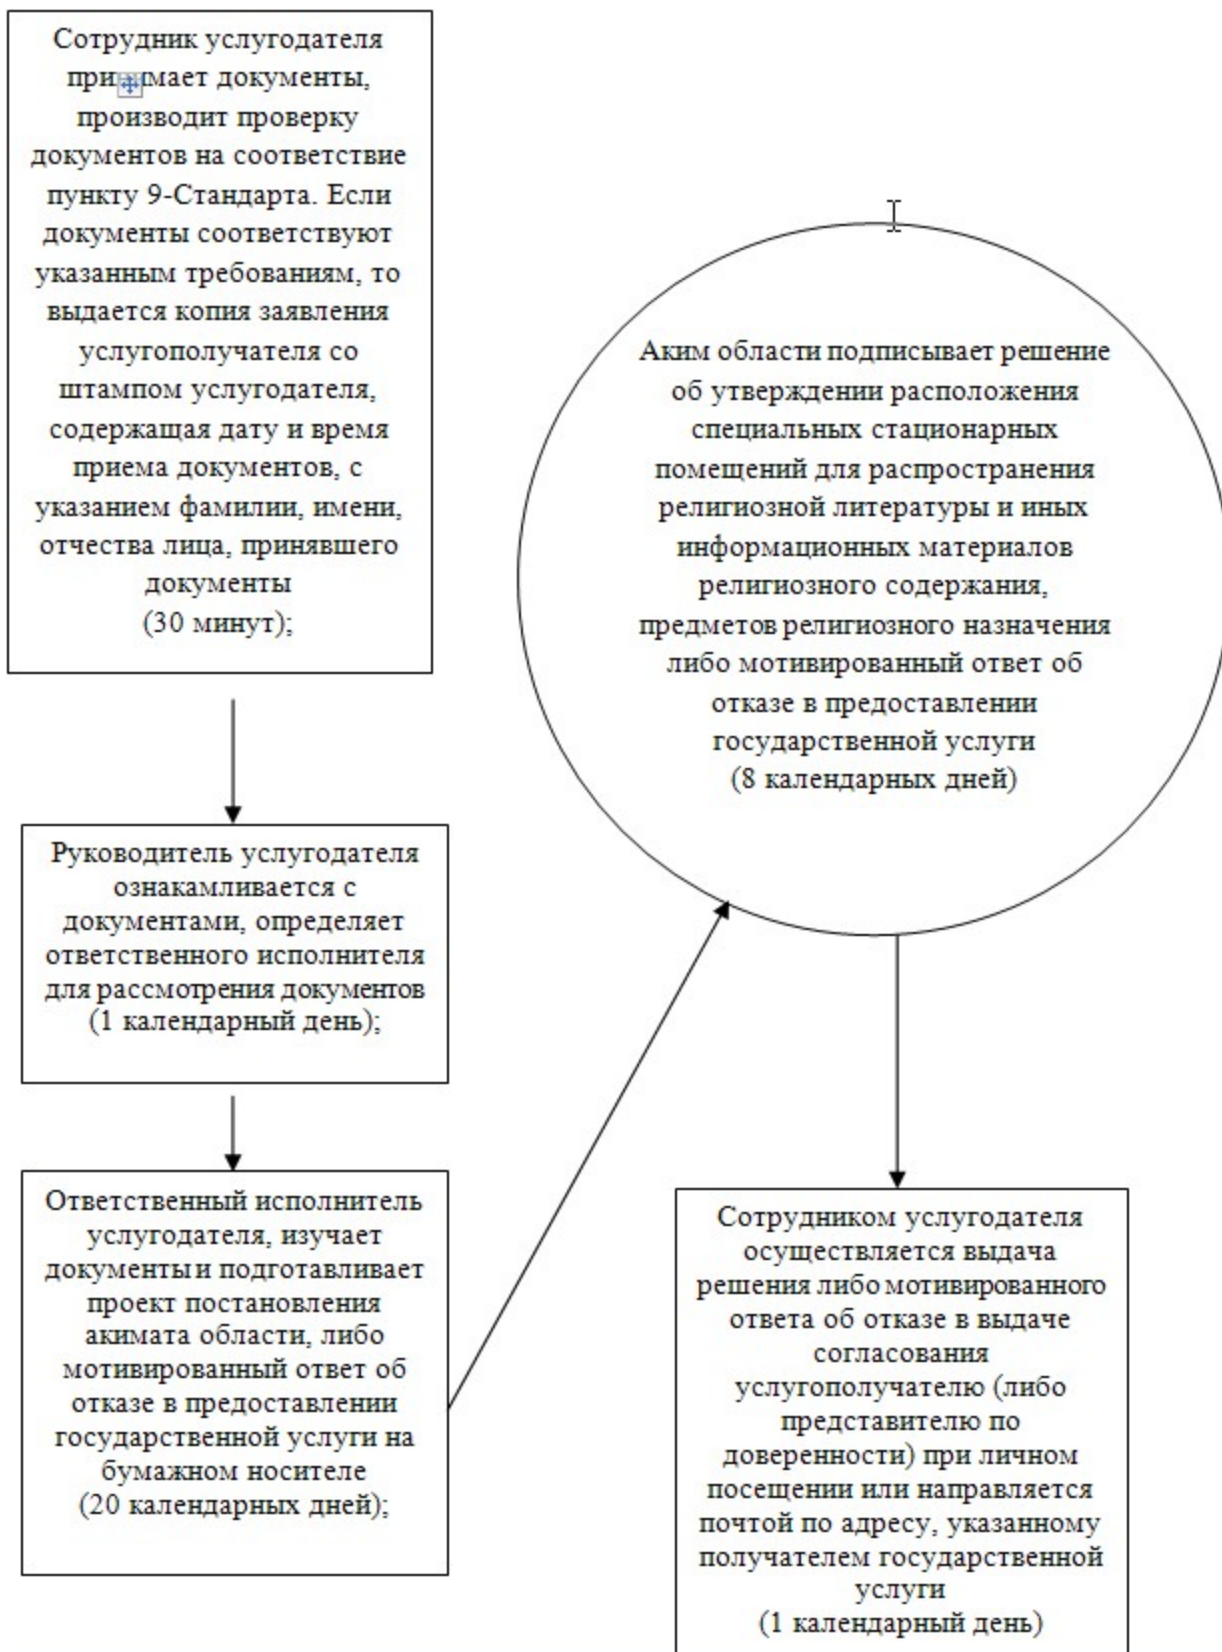 Сотрудник услугодателя
принимает документы,
производит проверку
документов на соответствие
пункту 9-Стандарта. Если
документы соответствуют
указанным требованиям, то
выдается копия заявления
услугополучателя со
штампом услугодателя,
содержащая дату и время
приема документов, с
указанием фамилии, имени,
отчества лица, принявшего
документы
(30 минут);
Руководитель услугодателя
ознакамливается с
документами, определяет
ответственного исполнителя
для рассмотрения документов
(1 календарный день);
Ответственный исполнитель
услугодателя, изучает
документы и подготавливает
проект постановления
акимата области, либо
мотивированный ответ об
отказе в предоставлении
государственной услуги на
бумажном носителе
(20 календарных дней);
Аким области подписывает решение
об утверждении расположения
специальных стационарных
помещений для распространения
религиозной литературы и иных
информационных материалов
религиозного содержания,
предметов религиозного назначения
либо мотивированный ответ об
отказе в предоставлении
государственной услуги
(8 календарных дней)
Сотрудником услугодателя
осуществляется выдача
решения либо мотивированного
ответа об отказе в выдаче
согласования
услугополучателю (либо
представителю по
доверенности) при личном
посещении или направляется
почтой по адресу, указанному
получателем государственной
услуги
(1 календарный день)